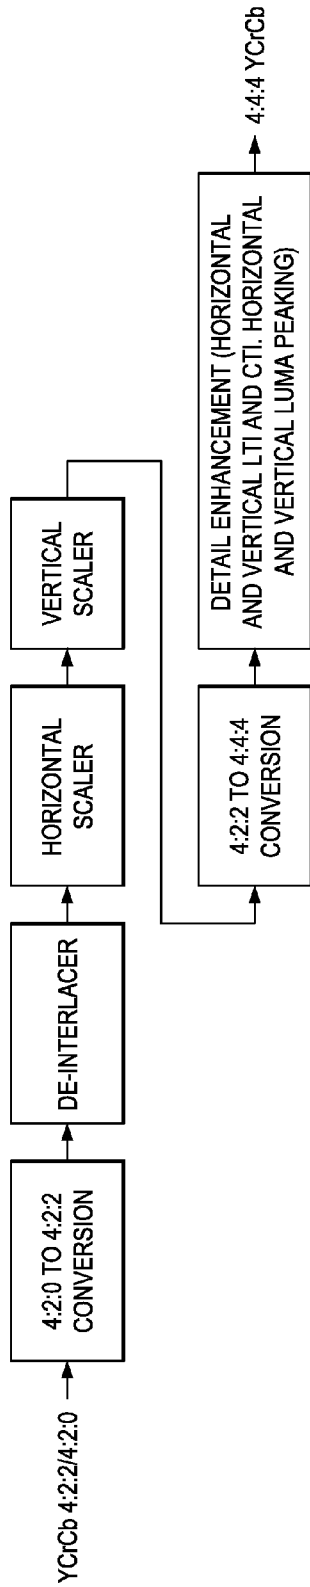 YCrCb 4:2:2/4:2:0
4:2:0 TO 4:2:2
CONVERSION
DE-INTERLACER
HORIZONTAL
SCALER
VERTICAL
SCALER
4:2:2 TO 4:4:4
CONVERSION
DETAIL ENHANCEMENT (HORIZONTAL
AND VERTICAL LTI AND CTI. HORIZONTAL
AND VERTICAL LUMA PEAKING)
4:4:4 YCrCb